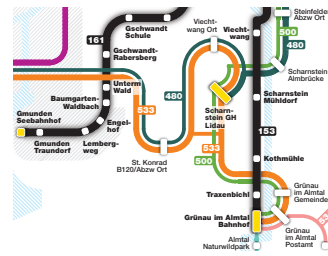 Gschwandt
Schule
161
Gschwandt-
Rabersberg
Viecht-
wang Ort
Viecht-
wang
Steinfelden
Abzw Ort
500
480
Scharnstein
Almbrücke
Unterm
Wald
Baumgarten-
Waldbach
533
480
Scharn-
stein GH
Lidau
Scharnstein
Mühldorf
Gmunden
Seebahnhof
Engel-
hof
153
Gmunden
Traundorf
Lemberg-
weg
St. Konrad
B120/Abzw Ort
533
500
Kothmühle
Traxenbichl
Grünau
im Almtal
Gemeinde
Grünau im Almtal
Bahnhof
Almtal
Naturwildpark
Grünau
im Almtal
Postamt